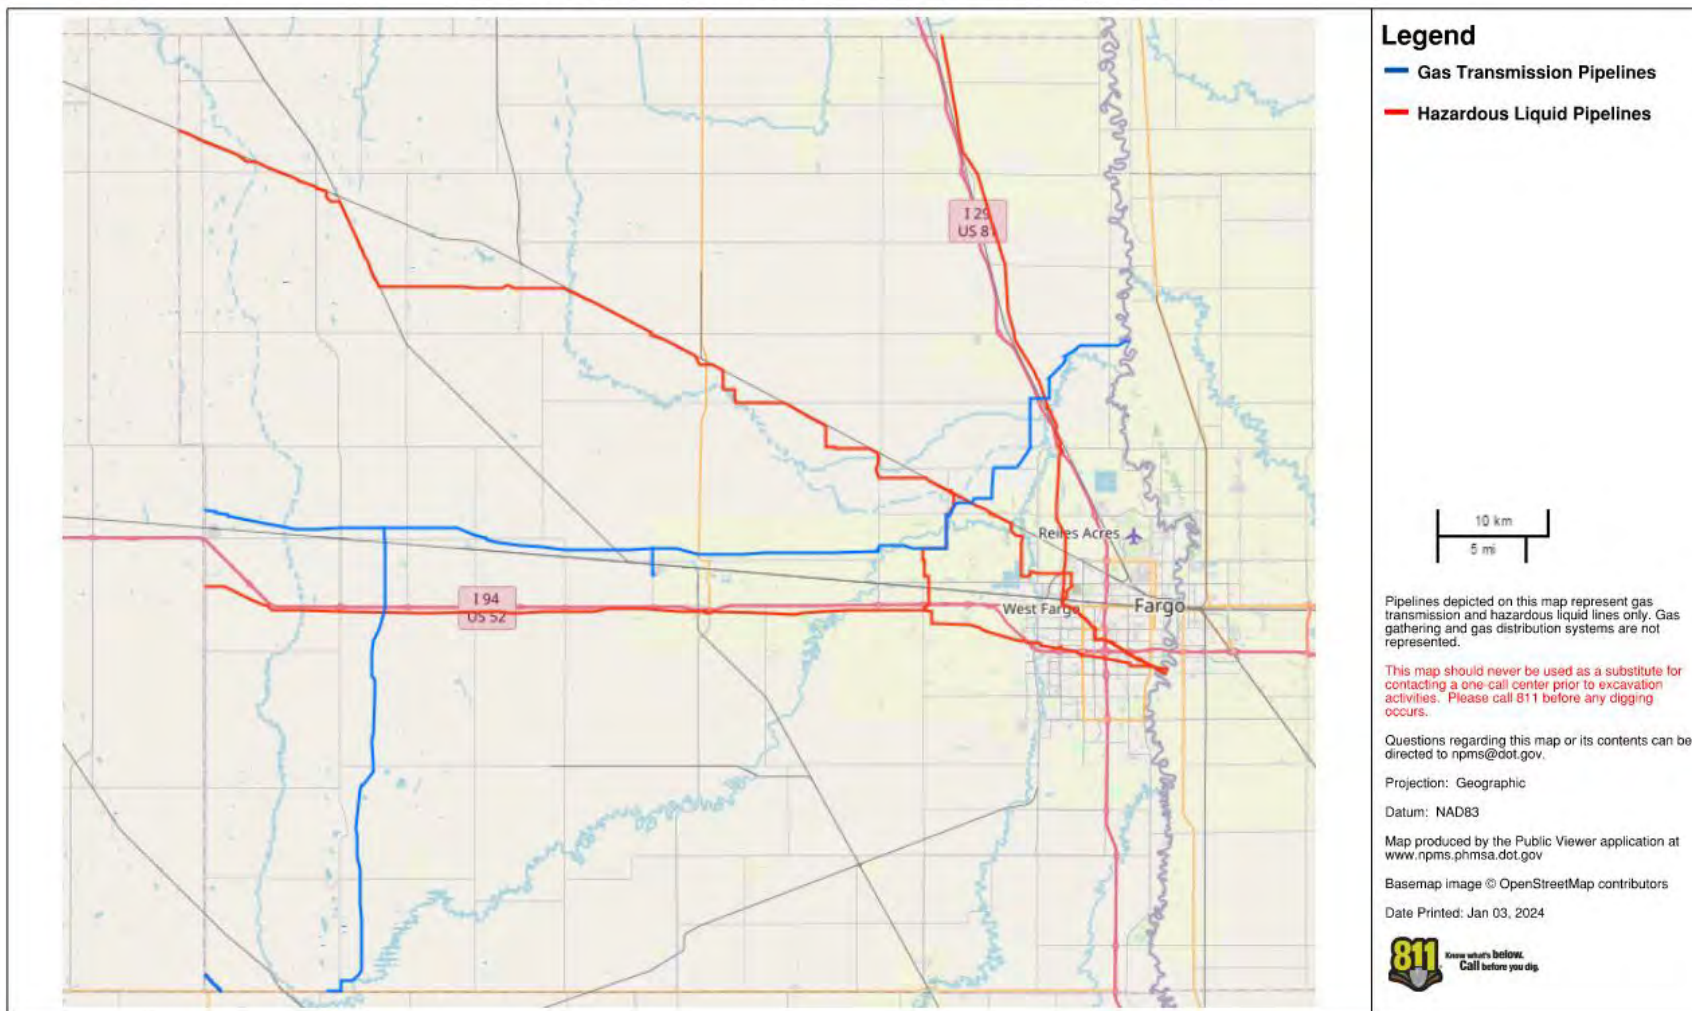 I 29
US 81
Reiles Acres
I 94
US 52
West Fargo
Fargo
Legend
Gas Transmission Pipelines
Hazardous Liquid Pipelines
10 km
5 mi
Pipelines depicted on this map represent gas
transmission and hazardous liquid lines only. Gas
gathering and gas distribution systems are not
represented.
This map should never be used as a substitute for
contacting a one-call center prior to excavation
activities. Please call 811 before any digging
occurs.
Questions regarding this map or its contents can be
directed to npms@dot.gov.
Projection: Geographic
Datum: NAD83
Map produced by the Public Viewer application at
www.npms.phmsa.dot.gov
Basemap image © OpenStreetMap contributors
Date Printed: Jan 03, 2024
811
Know what's below.
Call before you dig.